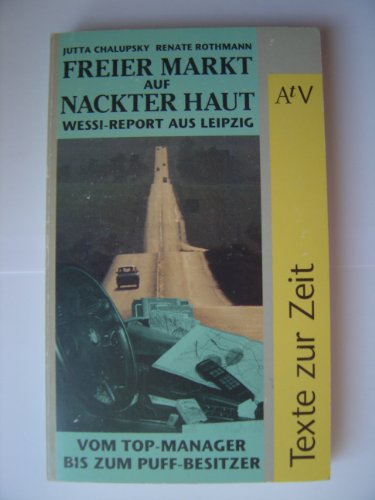 JUTTA CHALUPSKY RENATE ROTHMANN
FREIER MARKT
AUF
NACKTER HAUT
WESSI-REPORT AUS LEIPZIG
AtV
Texte zur Zeit
VOM TOP-MANAGER
BIS ZUM PUFF-BESITZER